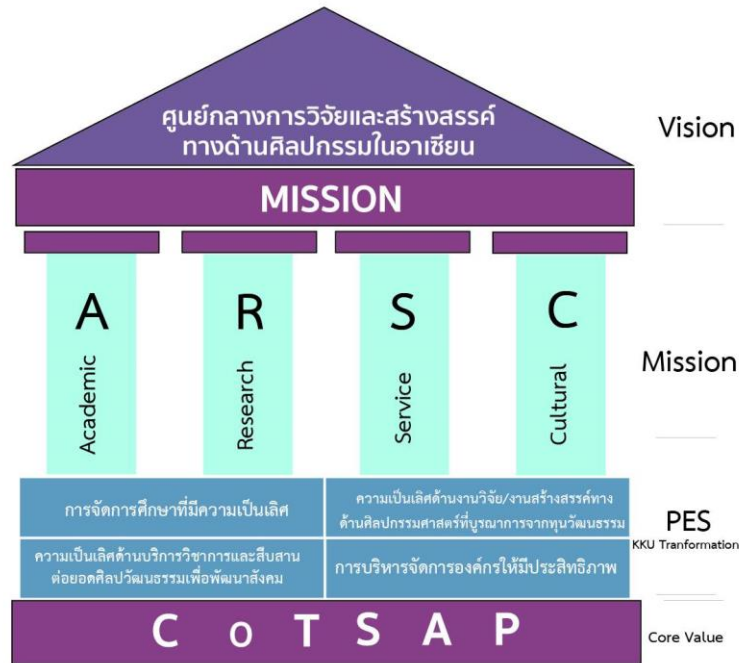 ศูนย์กลางการวิจัยและสร้างสรรค์
ทางด้านศิลปกรรมในอาเซียน
Vision
MISSION
A
Academic
R
Research
S
Service
C
Cultural
Mission
การจัดการศึกษาที่มีความเป็นเลิศ
ความเป็นเลิศด้านงานวิจัย/งานสร้างสรรค์ทาง
ด้านศิลปกรรมศาสตร์ที่บูรณาการจากทุนวัฒนธรรม
ความเป็นเลิศด้านบริการวิชาการและสืบสาน
ต่อยอดศิลปวัฒนธรรมเพื่อพัฒนาสังคม
การบริหารจัดการองค์กรให้มีประสิทธิภาพ
PES
KKU Tranformation
C o T S A P
Core Value